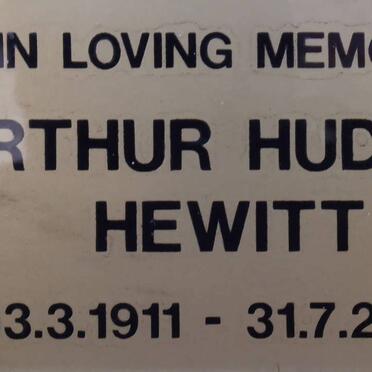 IN LOVING MEMO
RTHUR HUD
HEWITT
3.3.1911 - 31.7.2